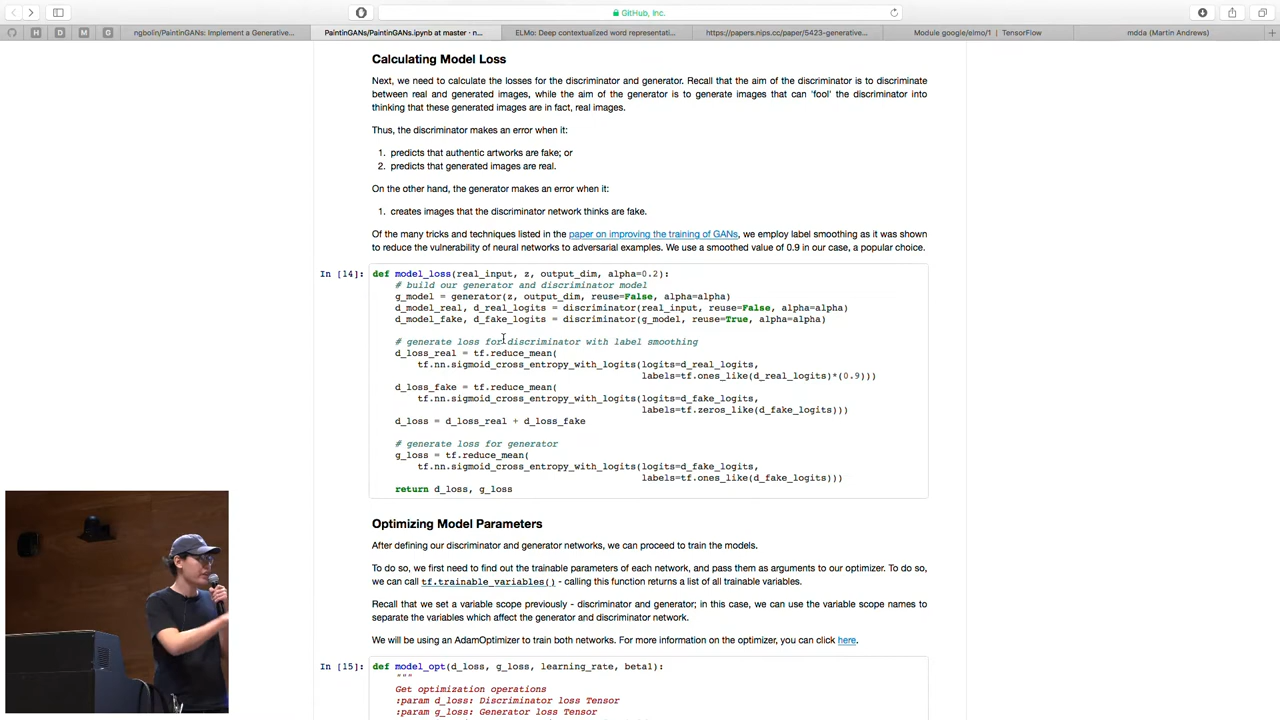 GitHub, Inc.
H D M G ngbolin/PaintinGANs: Implement a Generative... PaintinGANs/PaintinGANs.ipynb at master · n... ELMo: Deep contextualized word representati... https://papers.nips.cc/paper/5423-generative... Module google/elmo/1 | TensorFlow mdda (Martin Andrews) +
Calculating Model Loss
Next, we need to calculate the losses for the discriminator and generator. Recall that the aim of the discriminator is to discriminate
between real and generated images, while the aim of the generator is to generate images that can 'fool' the discriminator into
thinking that these generated images are in fact, real images.
Thus, the discriminator makes an error when it:
1. predicts that authentic artworks are fake; or
2. predicts that generated images are real.
On the other hand, the generator makes an error when it:
1. creates images that the discriminator network thinks are fake.
Of the many tricks and techniques listed in the paper on improving the training of GANs, we employ label smoothing as it was shown
to reduce the vulnerability of neural networks to adversarial examples. We use a smoothed value of 0.9 in our case, a popular choice.
In [14]: def model_loss(real_input, z, output_dim, alpha=0.2):
# build our generator and discriminator model
g_model = generator(z, output_dim, reuse=False, alpha=alpha)
d_model_real, d_real_logits = discriminator(real_input, reuse=False, alpha=alpha)
d_model_fake, d_fake_logits = discriminator(g_model, reuse=True, alpha=alpha)
# generate loss for discriminator with label smoothing
d_loss_real = tf.reduce_mean(
tf.nn.sigmoid_cross_entropy_with_logits(logits=d_real_logits,
labels=tf.ones_like(d_real_logits)*(0.9)))
d_loss_fake = tf.reduce_mean(
tf.nn.sigmoid_cross_entropy_with_logits(logits=d_fake_logits,
labels=tf.zeros_like(d_fake_logits)))
d_loss = d_loss_real + d_loss_fake
# generate loss for generator
g_loss = tf.reduce_mean(
tf.nn.sigmoid_cross_entropy_with_logits(logits=d_fake_logits,
labels=tf.ones_like(d_fake_logits)))
return d_loss, g_loss
Optimizing Model Parameters
After defining our discriminator and generator networks, we can proceed to train the models.
To do so, we first need to find out the trainable parameters of each network, and pass them as arguments to our optimizer. To do so,
we can call tf.trainable_variables() - calling this function returns a list of all trainable variables.
Recall that we set a variable scope previously - discriminator and generator; in this case, we can use the variable scope names to
separate the variables which affect the generator and discriminator network.
We will be using an AdamOptimizer to train both networks. For more information on the optimizer, you can click here.
In [15]: def model_opt(d_loss, g_loss, learning_rate, beta1):
"""
Get optimization operations
:param d_loss: Discriminator loss Tensor
:param g_loss: Generator loss Tensor